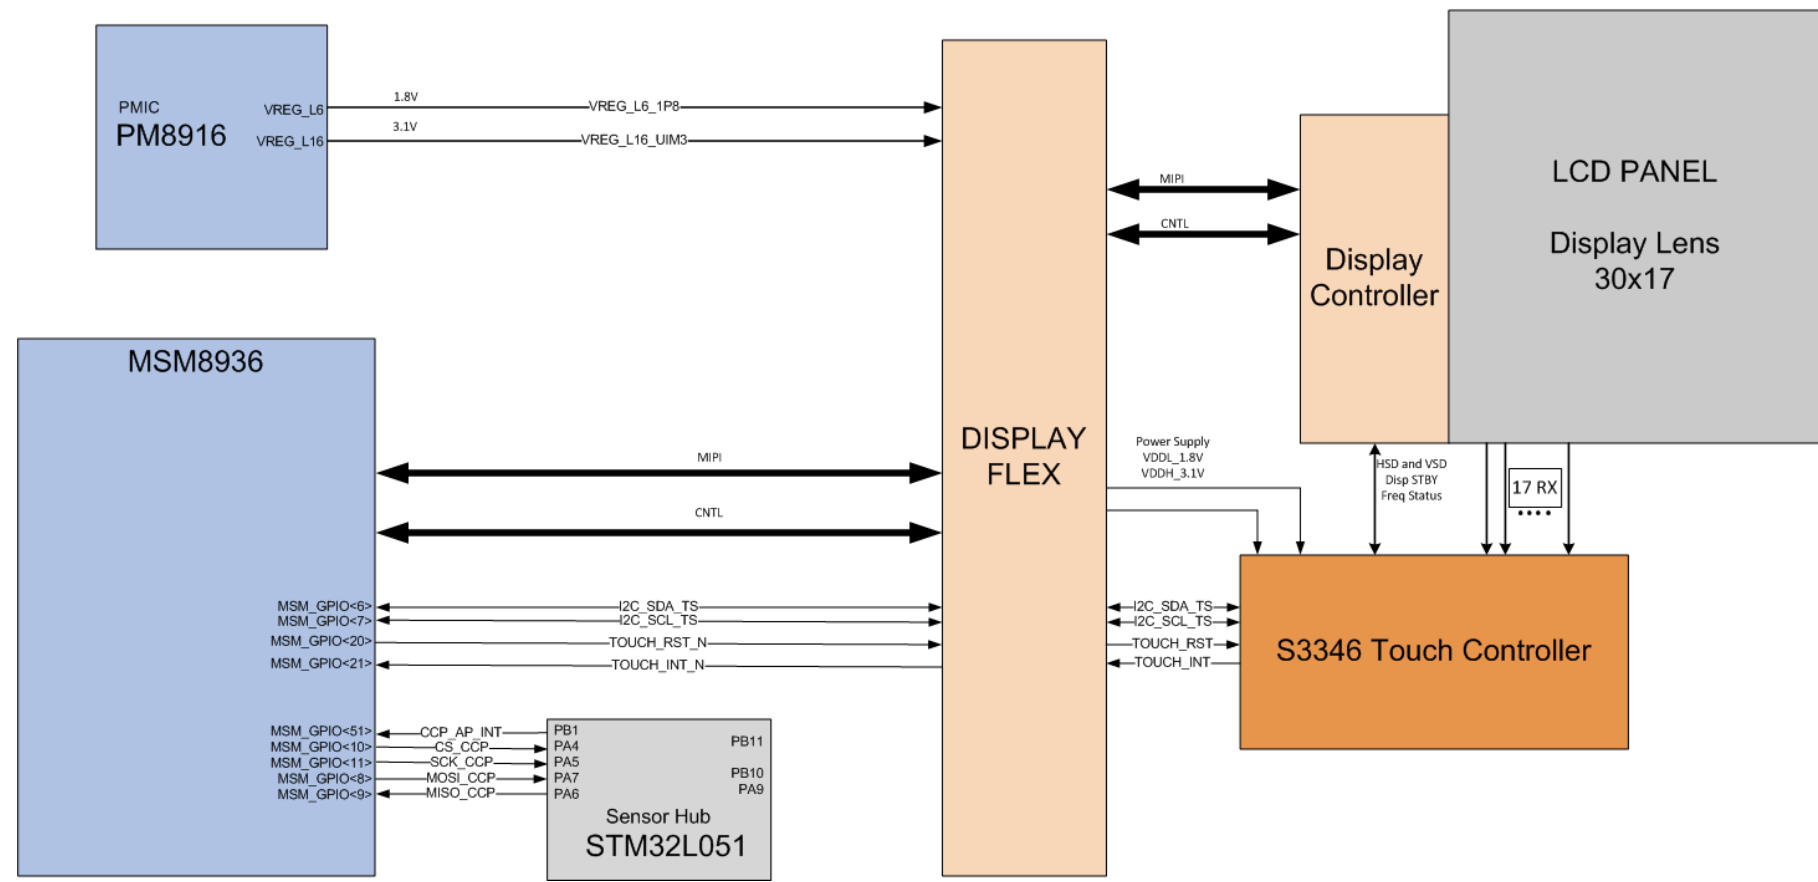 PMIC
PM8916
VREG_L6
VREG_L16
1.8V
VREG_L6_1P8
3.1V
VREG_L16_UIM3
MIPI
CNTL
Display
Controller
LCD PANEL
Display Lens
30x17
MSM8936
MIPI
CNTL
DISPLAY
FLEX
Power Supply
VDDL_1.8V
VDDH_3.1V
HSD and VSD
Disp STBY
Freq Status
17 RX
MSM_GPIO<6>
I2C_SDA_TS
MSM_GPIO<7>
I2C_SCL_TS
MSM_GPIO<20>
TOUCH_RST_N
MSM_GPIO<21>
TOUCH_INT_N
I2C_SDA_TS
I2C_SCL_TS
TOUCH_RST
TOUCH_INT
S3346 Touch Controller
MSM_GPIO<51>
CCP_AP_INT
PB1
MSM_GPIO<10>
CS_CCP
PA4
MSM_GPIO<11>
SCK_CCP
PA5
MSM_GPIO<8>
MOSI_CCP
PA7
MSM_GPIO<9>
MISO_CCP
PA6
PB11
PB10
PA9
Sensor Hub
STM32L051